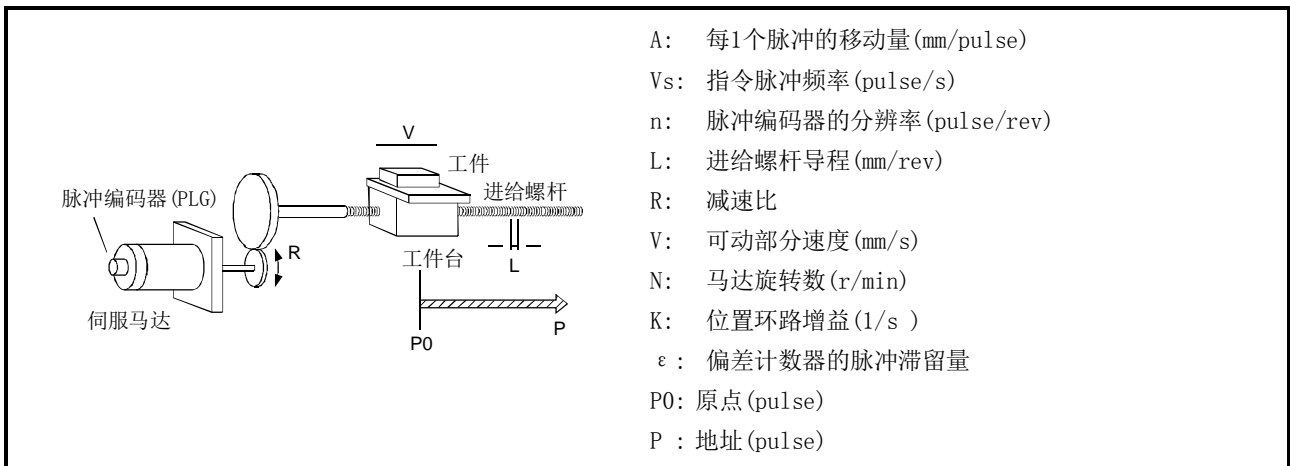 V
工件
进给螺杆
脉冲编码器(PLG)
R
工件台
L
伺服马达
P0
P
A: 每1个脉冲的移动量(mm/pulse)
Vs: 指令脉冲频率(pulse/s)
n: 脉冲编码器的分辨率(pulse/rev)
L: 进给螺杆导程(mm/rev)
R: 减速比
V: 可动部分速度(mm/s)
N: 马达旋转数(r/min)
K: 位置环路增益(1/s )
ε: 偏差计数器的脉冲滞留量
P0: 原点(pulse)
P : 地址(pulse)